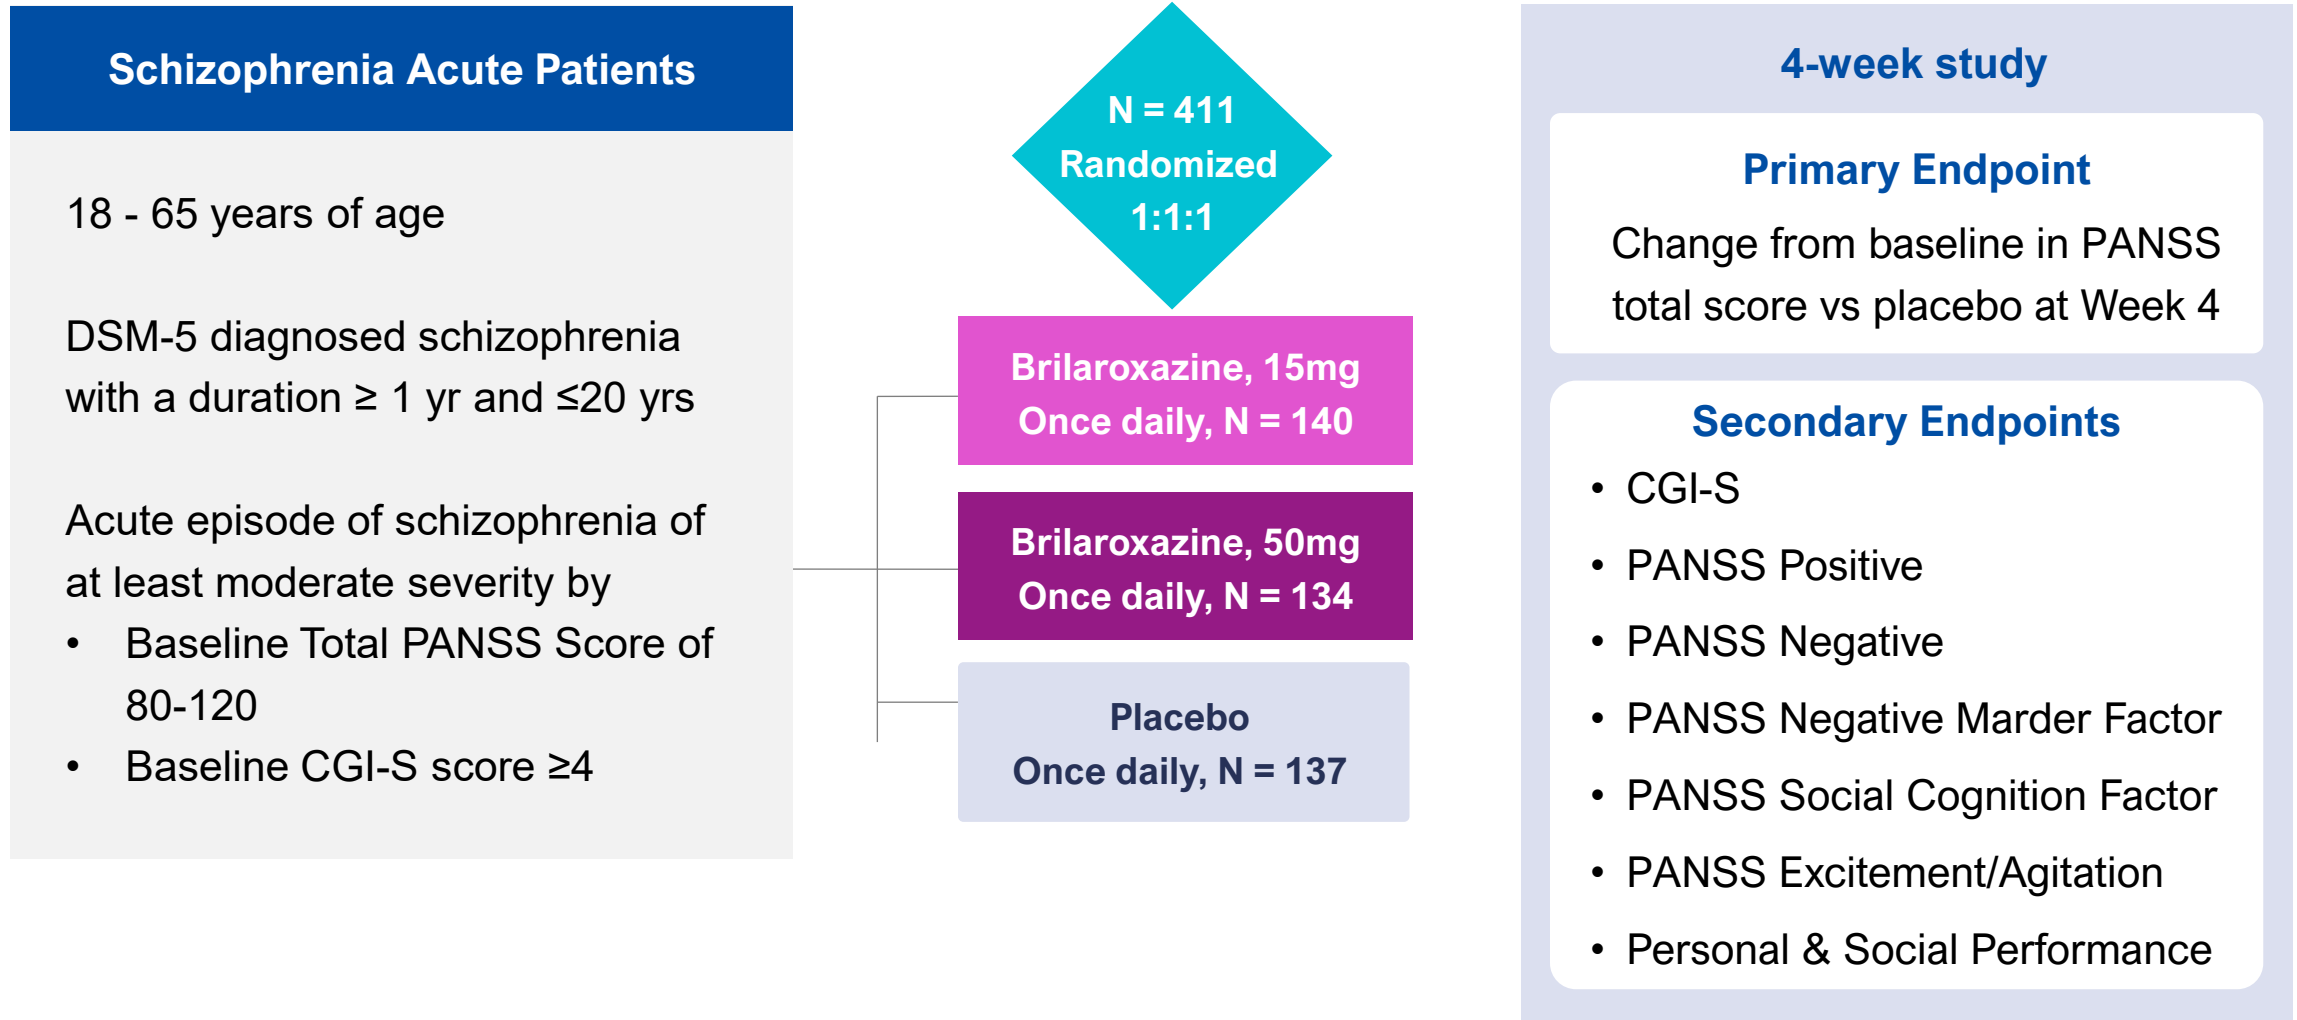 Schizophrenia Acute Patients
18 - 65 years of age
DSM-5 diagnosed schizophrenia
with a duration ≥ 1 yr and ≤20 yrs
Acute episode of schizophrenia of
at least moderate severity by
• Baseline Total PANSS Score of
80-120
• Baseline CGI-S score ≥4
N = 411
Randomized
1:1:1
Brilaroxazine, 15mg
Once daily, N = 140
Brilaroxazine, 50mg
Once daily, N = 134
Placebo
Once daily, N = 137
4-week study
Primary Endpoint
Change from baseline in PANSS
total score vs placebo at Week 4
Secondary Endpoints
• CGI-S
• PANSS Positive
• PANSS Negative
• PANSS Negative Marder Factor
• PANSS Social Cognition Factor
• PANSS Excitement/Agitation
• Personal & Social Performance